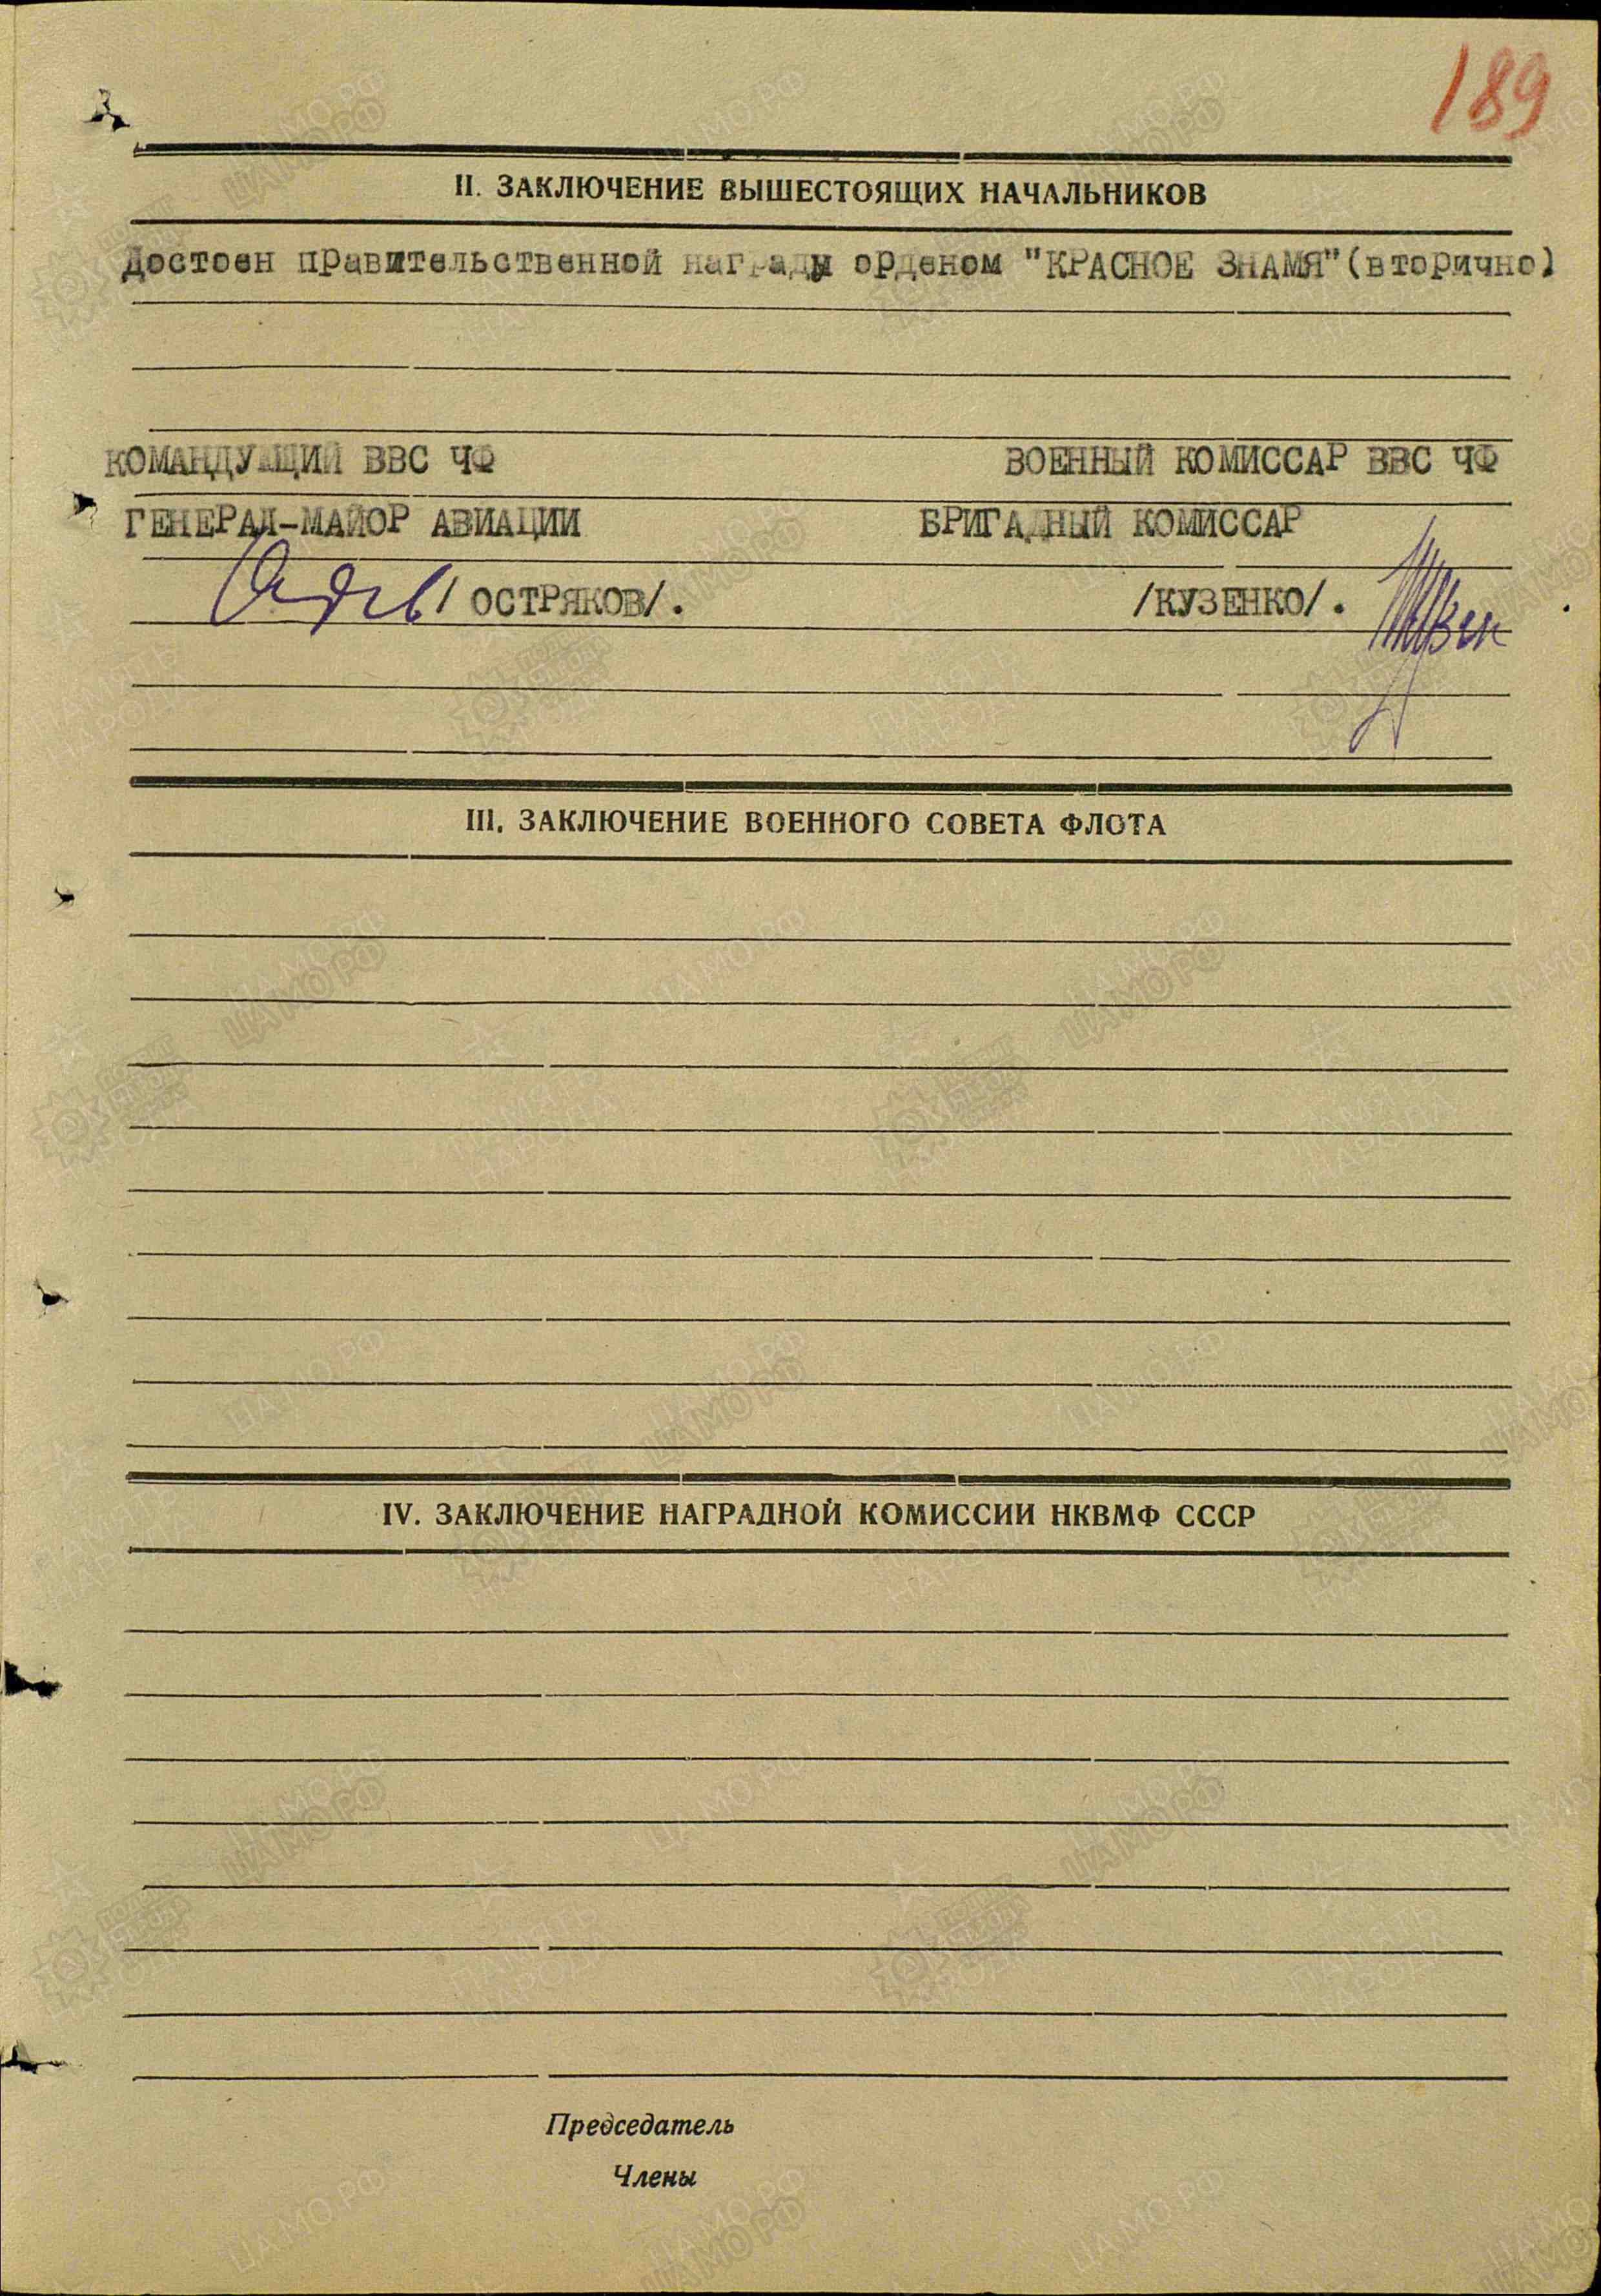 189
II. ЗАКЛЮЧЕНИЕ ВЫШЕСТОЯЩИХ НАЧАЛЬНИКОВ
Достоен правительственной награды орденом "КРАСНОЕ ЗНАМЯ"(вторично)
КОМАНДУЮЩИЙ ВВС ЧФ ВОЕННЫЙ КОМИССАР ВВС ЧФ
ГЕНЕРАЛ-МАЙОР АВИАЦИИ БРИГАДНЫЙ КОМИССАР
/ОСТРЯКОВ/. /КУЗЕНКО/.
III. ЗАКЛЮЧЕНИЕ ВОЕННОГО СОВЕТА ФЛОТА
IV. ЗАКЛЮЧЕНИЕ НАГРАДНОЙ КОМИССИИ НКВМФ СССР
Председатель
Члены